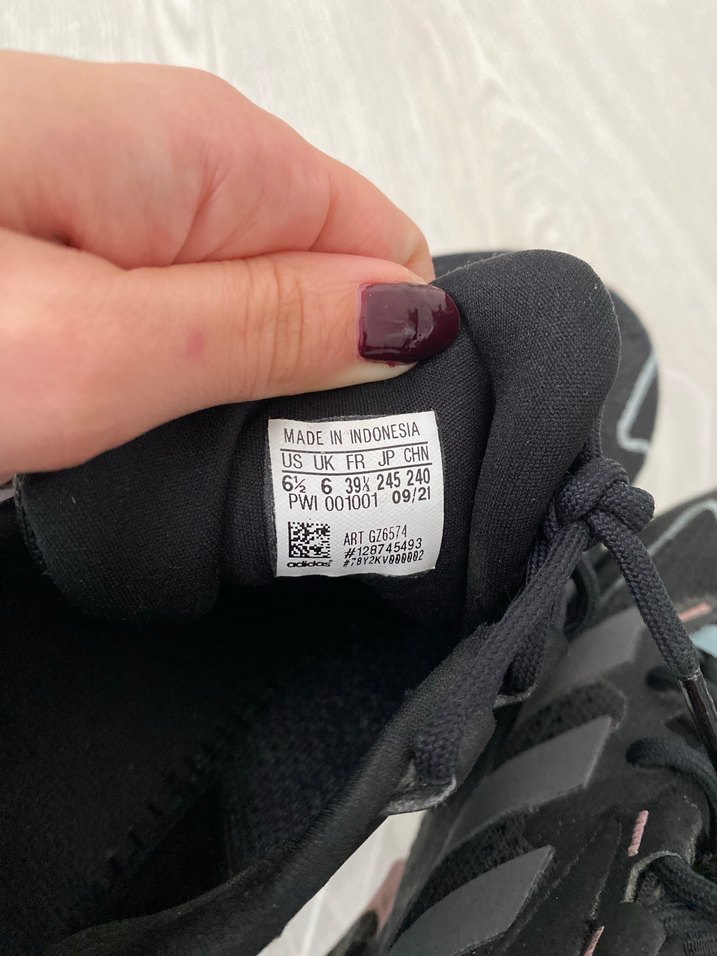 MADE IN INDONESIA
US UK FR JP CHN
6½ 6 39⅓ 245 240
PWI 001001 09/21
ART GZ6574
#128745493
#78Y2KV000002
adidas